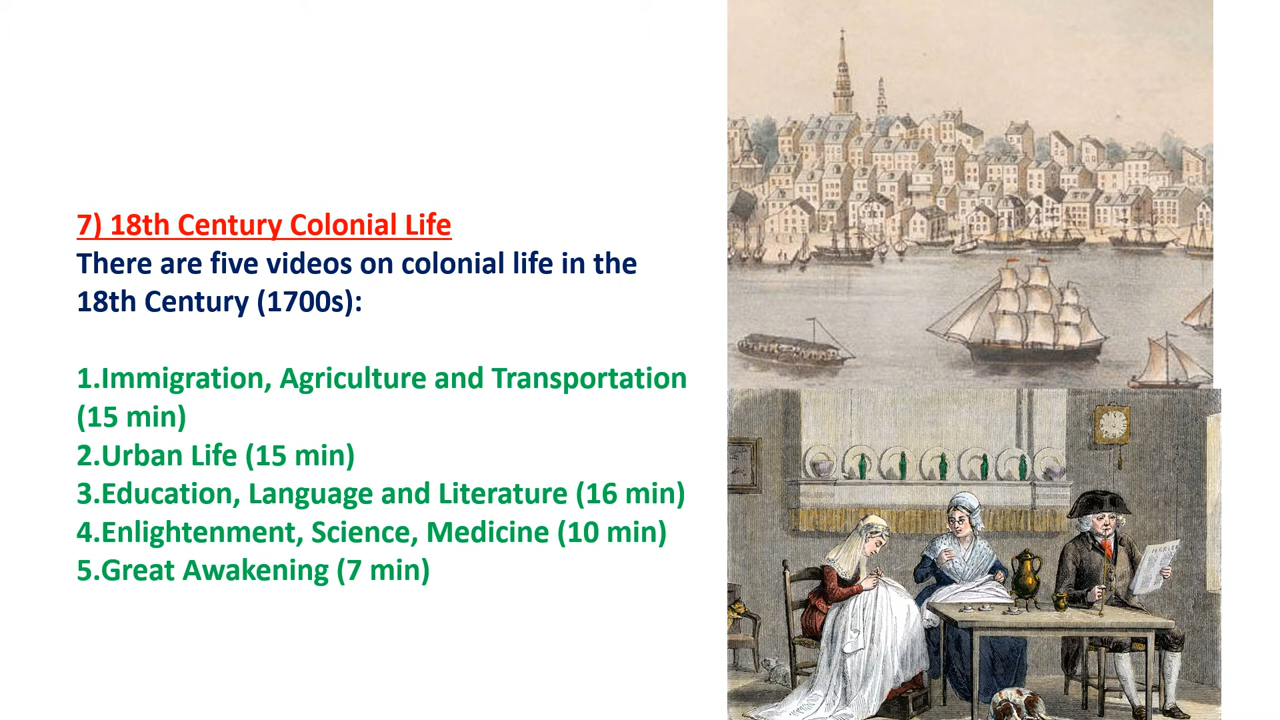 7) 18th Century Colonial Life
There are five videos on colonial life in the
18th Century (1700s):
1.Immigration, Agriculture and Transportation
(15 min)
2.Urban Life (15 min)
3.Education, Language and Literature (16 min)
4.Enlightenment, Science, Medicine (10 min)
5.Great Awakening (7 min)